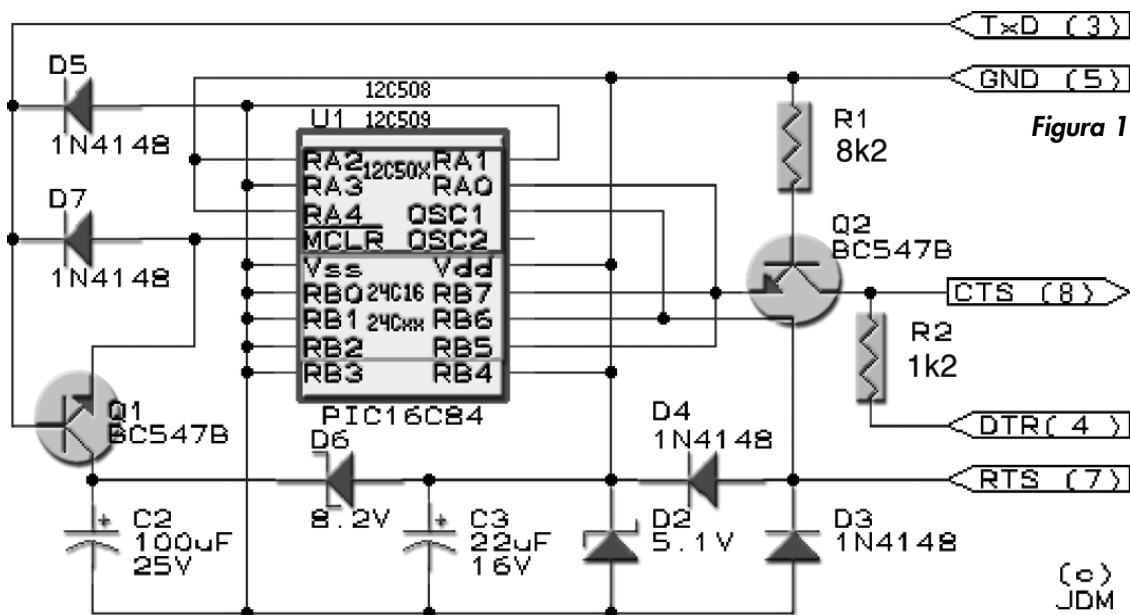 TxD (3)
D5
GND (5)
12C508
U1
12C509
R1
8k2
Figura 1
1N4148
RA2
12C50X
RA1
RA3
RA0
D7
RA4
OSC1
MCLR
OSC2
Q2
BC547B
1N4148
Vss
Vdd
RB0
24C16
RB7
CTS (8)
RB1
24Cxx
RB6
RB2
RB5
R2
1k2
RB3
RB4
PIC16C84
Q1
BC547B
D4
1N4148
DTR( 4 )
D6
RTS (7)
8.2V
+
C2
100uF
25V
+
C3
22uF
16V
D2
5.1V
D3
1N4148
(c)
JDM